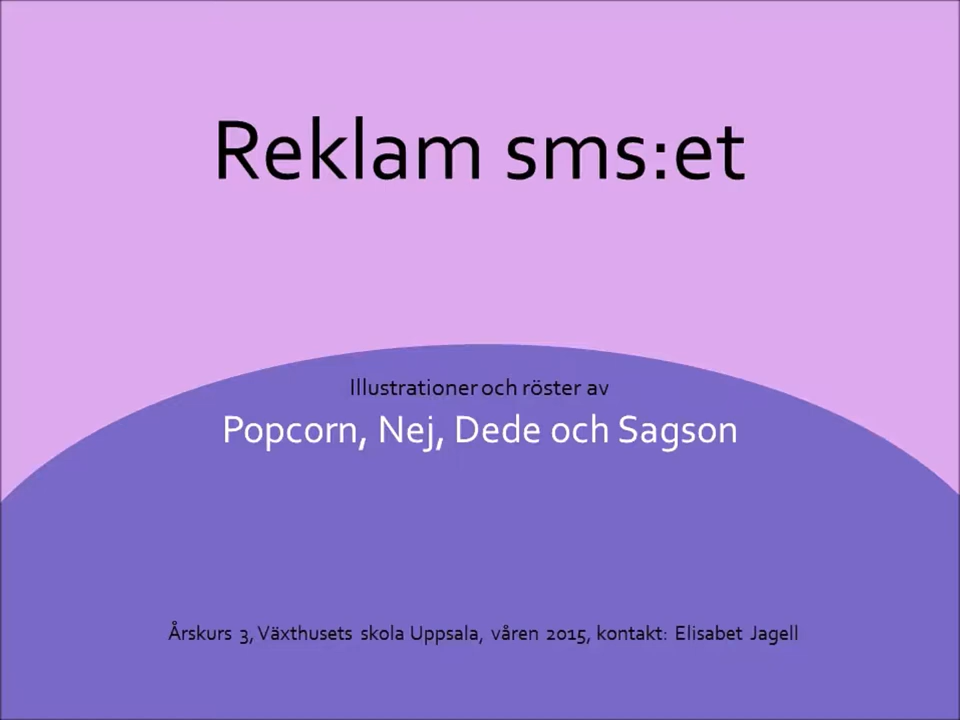 Reklam sms:et
Illustrationer och röster av
Popcorn, Nej, Dede och Sagson
Årskurs 3, Växthusets skola Uppsala, våren 2015, kontakt: Elisabet Jagell